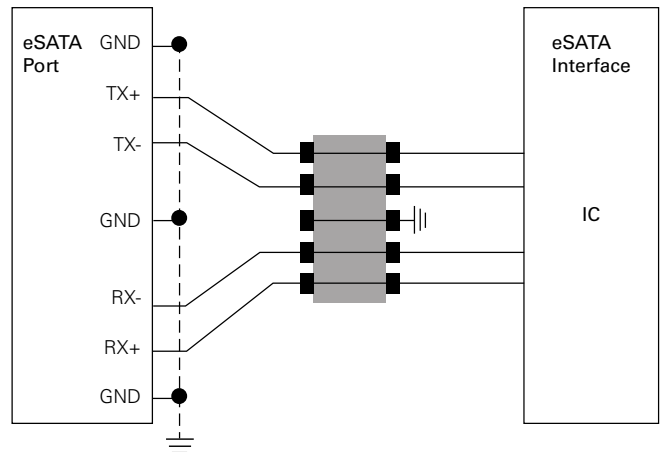 eSATA
Port
GND
TX+
TX-
GND
RX-
RX+
GND
eSATA
Interface
IC